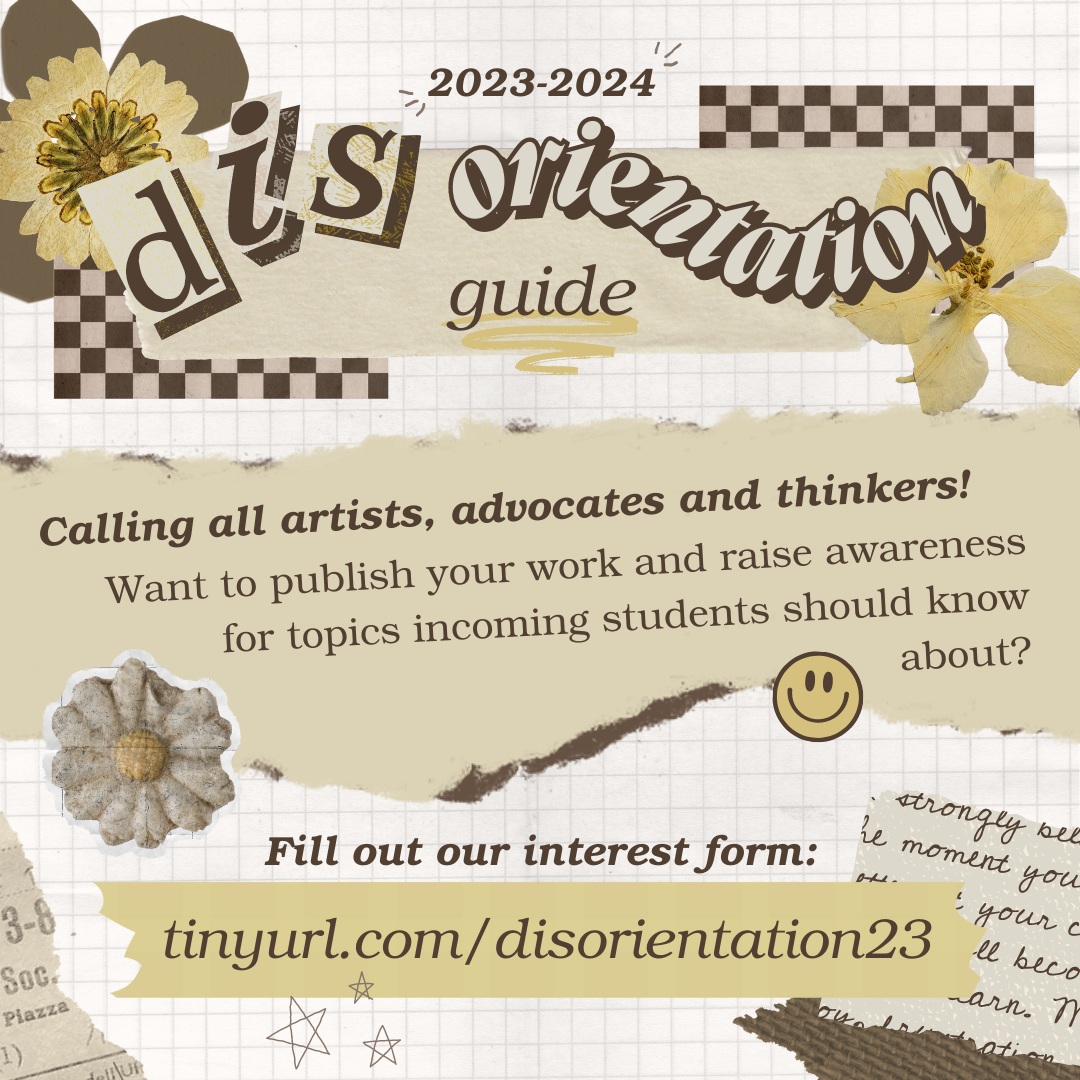 2023-2024
dis orientation
guide
Calling all artists, advocates and thinkers!
Want to publish your work and raise awareness
for topics incoming students should know
about?
Fill out our interest form:
tinyurl.com/disorientation23
strongly
moment you
your
beco
3-8
Soc.
Piazza